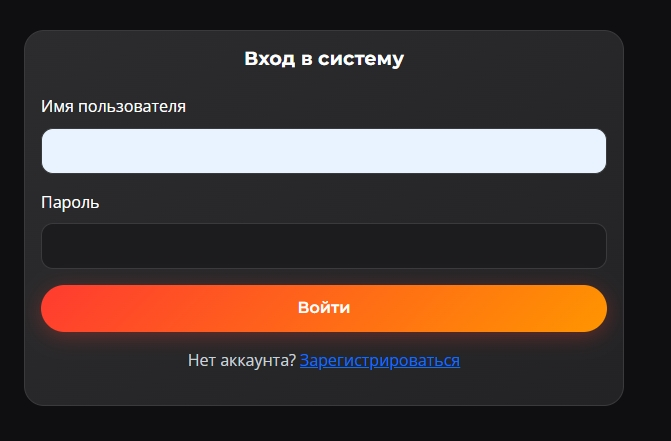 Вход в систему
Имя пользователя
Пароль
Войти
Нет аккаунта? Зарегистрироваться